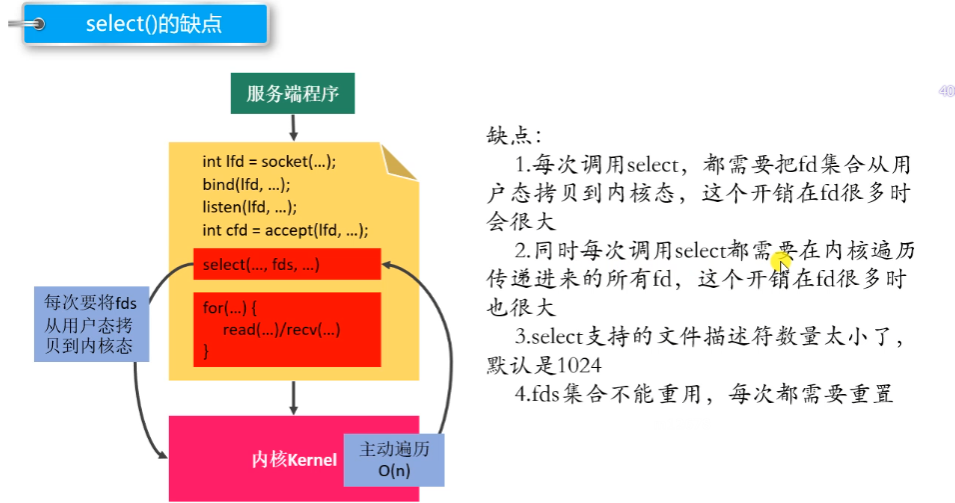 select()的缺点
服务端程序
int lfd = socket(…);
bind(lfd, …);
listen(lfd, …);
int cfd = accept(lfd, …);
select(…, fds, …)
for(…) {
read(…)/recv(…)
}
每次要将fds
从用户态拷
贝到内核态
内核Kernel
主动遍历
O(n)
40
缺点：
1.每次调用select，都需要把fd集合从用
户态拷贝到内核态，这个开销在fd很多时
会很大
2.同时每次调用select都需要在内核遍历
传递进来的所有fd，这个开销在fd很多时
也很大
3.select支持的文件描述符数量太小了，
默认是1024
4.fds集合不能重用，每次都需要重置